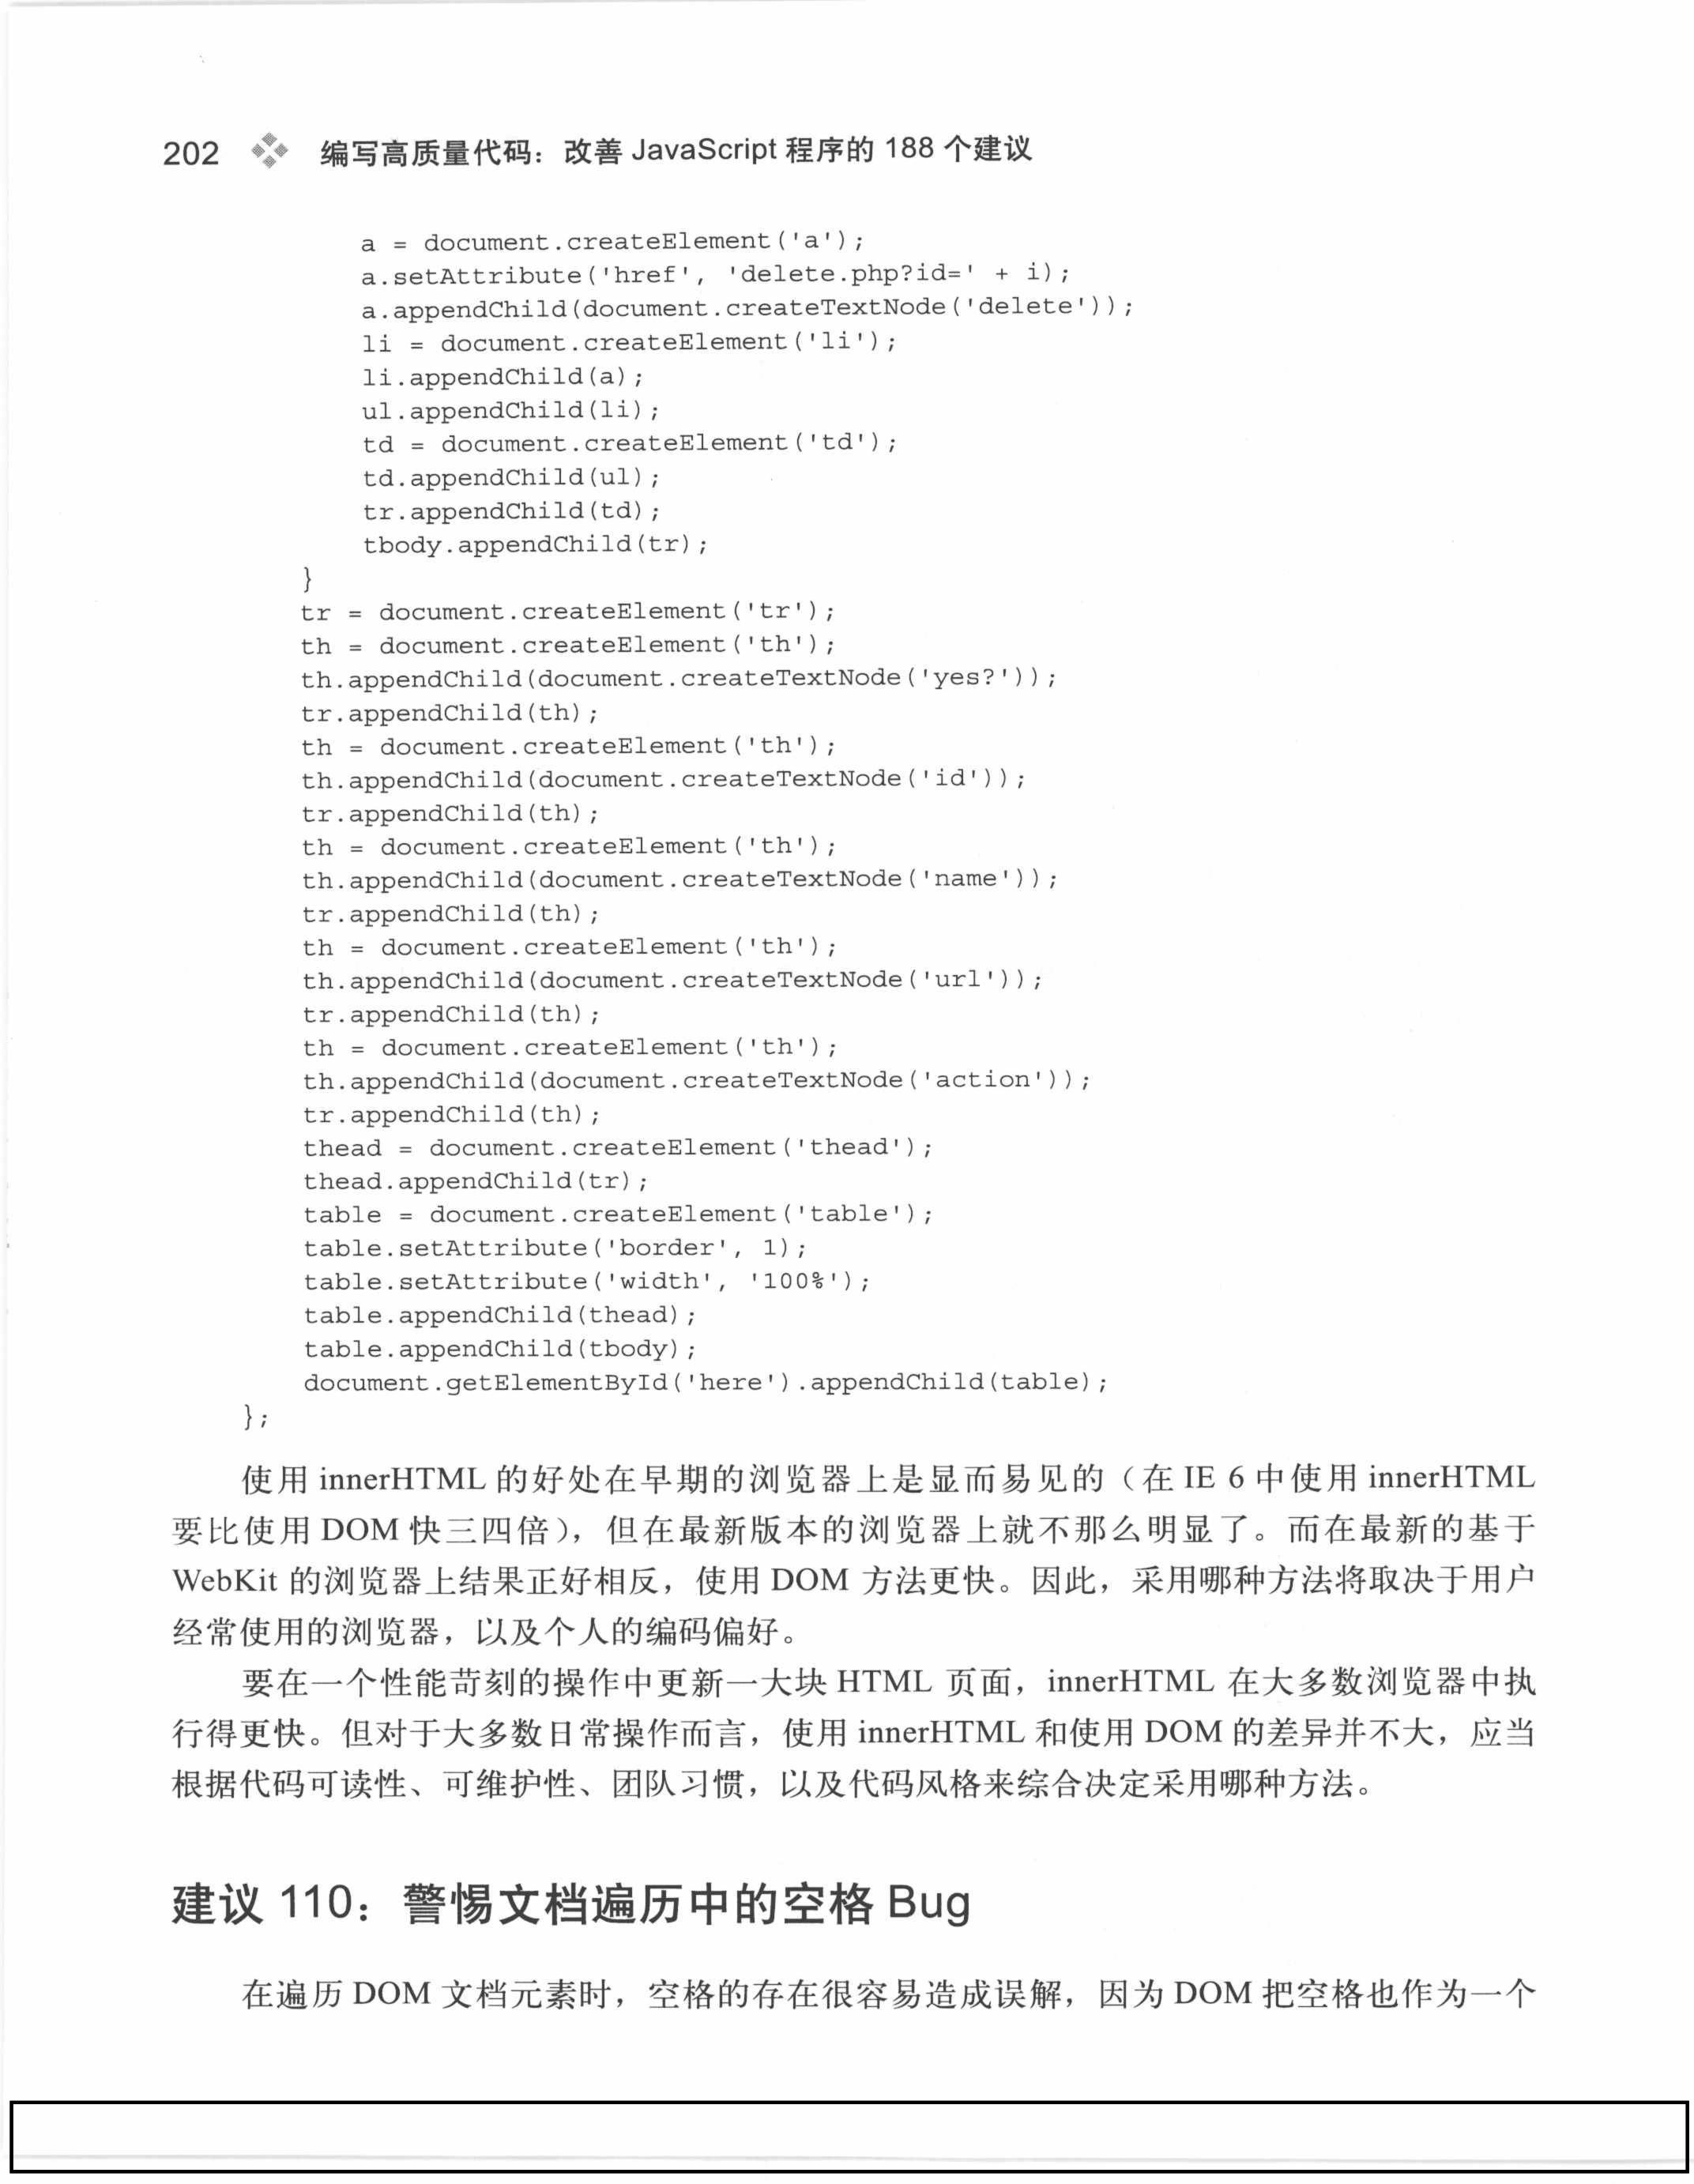 202 编写高质量代码：改善 JavaScript 程序的 188 个建议
a = document.createElement('a');
a.setAttribute('href', 'delete.php?id=' + i);
a.appendChild(document.createTextNode('delete'));
li = document.createElement('li');
li.appendChild(a);
ul.appendChild(li);
td = document.createElement('td');
td.appendChild(ul);
tr.appendChild(td);
tbody.appendChild(tr);
}
tr = document.createElement('tr');
th = document.createElement('th');
th.appendChild(document.createTextNode('yes?'));
tr.appendChild(th);
th = document.createElement('th');
th.appendChild(document.createTextNode('id'));
tr.appendChild(th);
th = document.createElement('th');
th.appendChild(document.createTextNode('name'));
tr.appendChild(th);
th = document.createElement('th');
th.appendChild(document.createTextNode('url'));
tr.appendChild(th);
th = document.createElement('th');
th.appendChild(document.createTextNode('action'));
tr.appendChild(th);
thead = document.createElement('thead');
thead.appendChild(tr);
table = document.createElement('table');
table.setAttribute('border', 1);
table.setAttribute('width', '100%');
table.appendChild(thead);
table.appendChild(tbody);
document.getElementById('here').appendChild(table);
};
使用 innerHTML 的好处在早期的浏览器上是显而易见的（在 IE 6 中使用 innerHTML
要比使用 DOM 快三四倍），但在最新版本的浏览器上就不那么明显了。而在最新的基于
WebKit 的浏览器上结果正好相反，使用 DOM 方法更快。因此，采用哪种方法将取决于用户
经常使用的浏览器，以及个人的编码偏好。
要在一个性能苛刻的操作中更新一大块 HTML 页面，innerHTML 在大多数浏览器中执
行得更快。但对于大多数日常操作而言，使用 innerHTML 和使用 DOM 的差异并不大，应当
根据代码可读性、可维护性、团队习惯，以及代码风格来综合决定采用哪种方法。
建议 110：警惕文档遍历中的空格 Bug
在遍历 DOM 文档元素时，空格的存在很容易造成误解，因为 DOM 把空格也作为一个